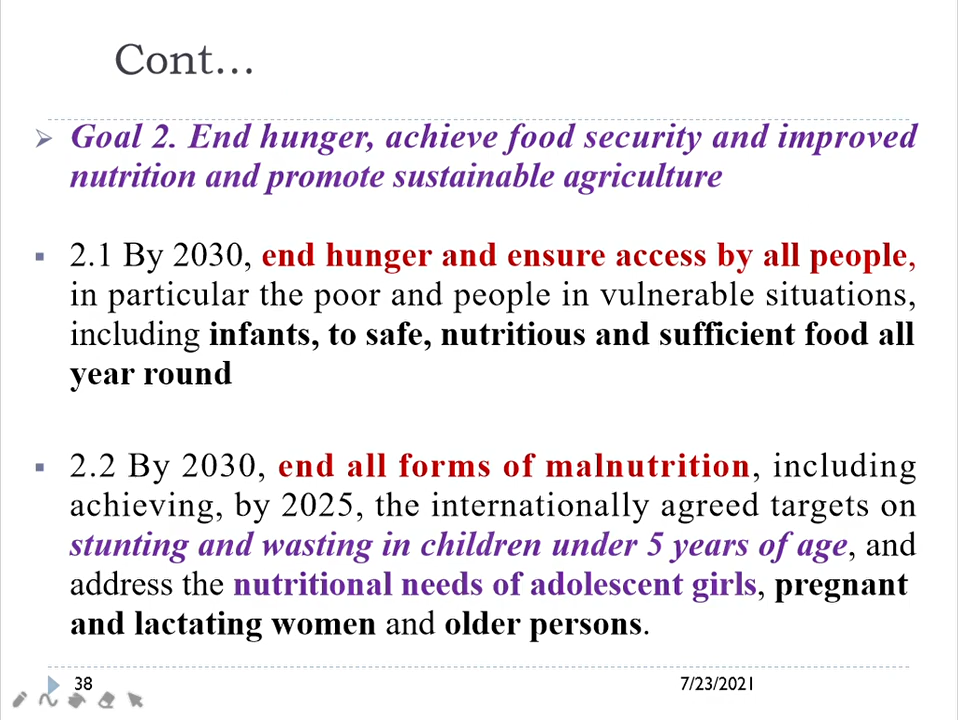 Cont...
Goal 2. End hunger, achieve food security and improved
nutrition and promote sustainable agriculture
2.1 By 2030, end hunger and ensure access by all people,
in particular the poor and people in vulnerable situations,
including infants, to safe, nutritious and sufficient food all
year round
2.2 By 2030, end all forms of malnutrition, including
achieving, by 2025, the internationally agreed targets on
stunting and wasting in children under 5 years of age, and
address the nutritional needs of adolescent girls, pregnant
and lactating women and older persons.
38 7/23/2021